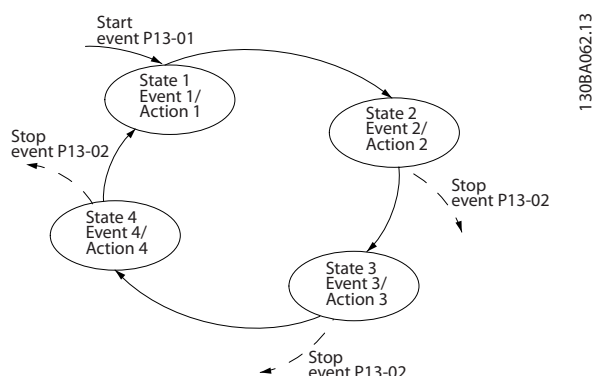 Start
event P13-01
130BA062.13
State 1
Event 1/
Action 1
State 2
Event 2/
Action 2
Stop
event P13-02
Stop
event P13-02
State 4
Event 4/
Action 4
State 3
Event 3/
Action 3
Stop
event P13-02